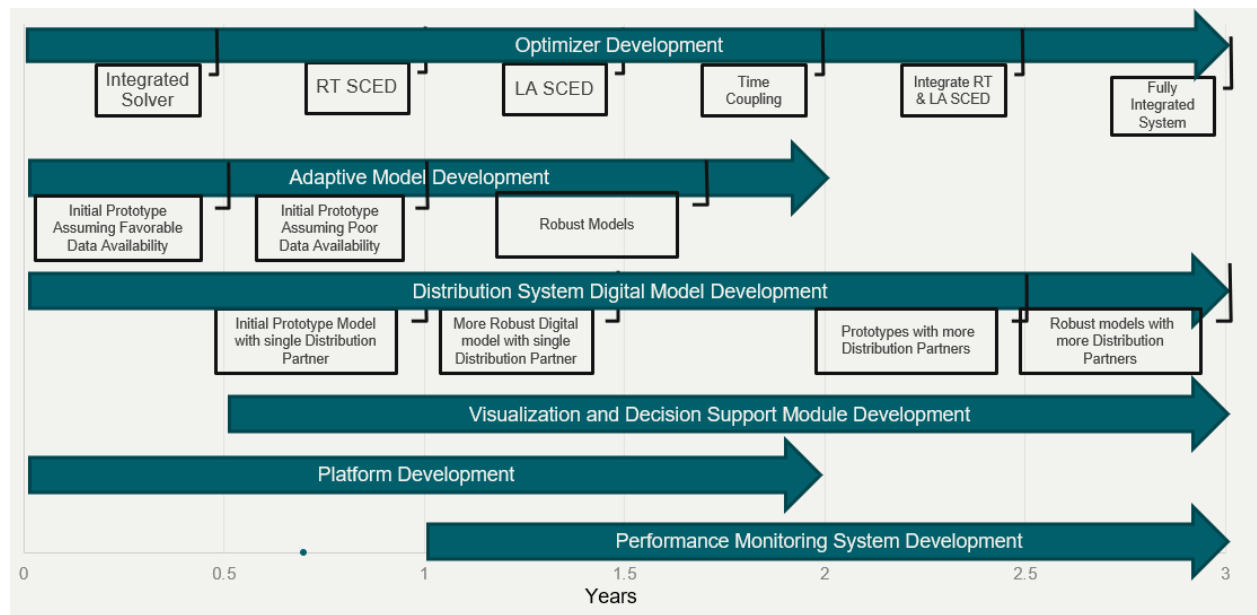 Optimizer Development
Integrated
Solver
RT SCED
LA SCED
Time
Coupling
Integrate RT
& LA SCED
Fully
Integrated
System
Adaptive Model Development
Initial Prototype
Assuming Favorable
Data Availability
Initial Prototype
Assuming Poor
Data Availability
Robust Models
Distribution System Digital Model Development
Initial Prototype Model
with single Distribution
Partner
More Robust Digital
model with single
Distribution Partner
Prototypes with more
Distribution Partners
Robust models with
more Distribution
Partners
Visualization and Decision Support Module Development
Platform Development
Performance Monitoring System Development
0 0.5 1 1.5 2 2.5 3
Years